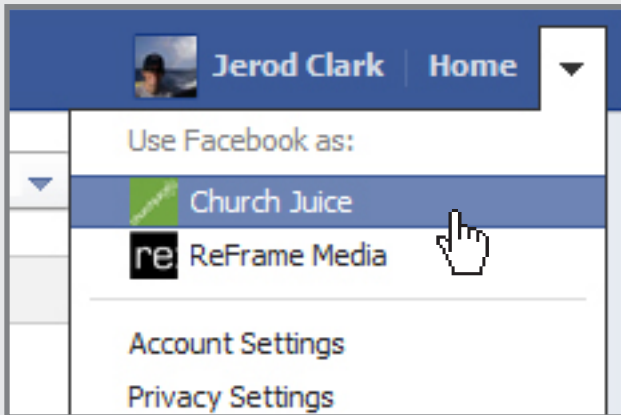 Jerod Clark Home
Use Facebook as:
Church Juice
re: ReFrame Media
Account Settings
Privacy Settings